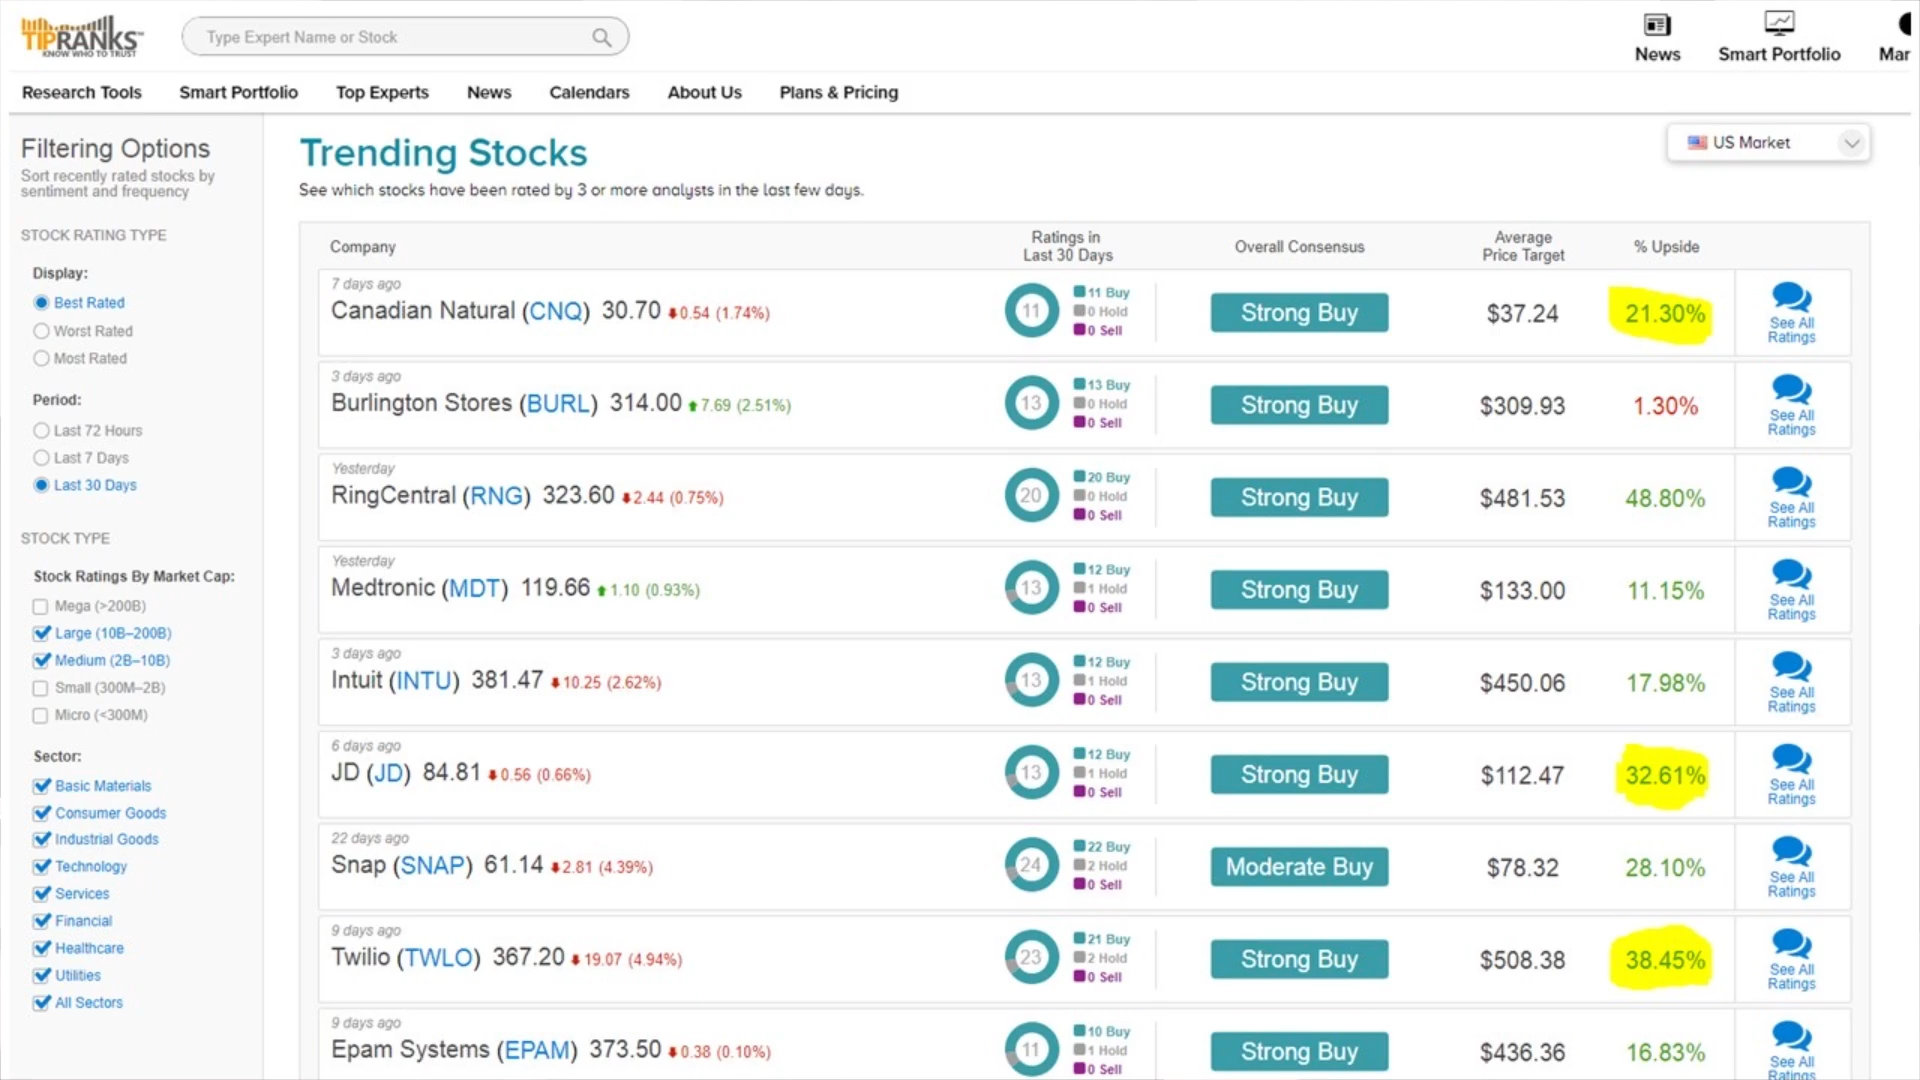 TIPRANKS
KNOW WHO TO TRUST
Type Expert Name or Stock
News
Smart Portfolio
Mar
Research Tools
Smart Portfolio
Top Experts
News
Calendars
About Us
Plans & Pricing
Filtering Options
Sort recently rated stocks by
sentiment and frequency
STOCK RATING TYPE
Display:
Best Rated
Worst Rated
Most Rated
Period:
Last 72 Hours
Last 7 Days
Last 30 Days
STOCK TYPE
Stock Ratings By Market Cap:
Mega (>200B)
Large (10B–200B)
Medium (2B–10B)
Small (300M–2B)
Micro (<300M)
Sector:
Basic Materials
Consumer Goods
Industrial Goods
Technology
Services
Financial
Healthcare
Utilities
All Sectors
Trending Stocks
See which stocks have been rated by 3 or more analysts in the last few days.
US Market
Company
Ratings in
Last 30 Days
Overall Consensus
Average
Price Target
% Upside
7 days ago
Canadian Natural (CNQ) 30.70 0.54 (1.74%)
11
11 Buy
0 Hold
0 Sell
Strong Buy
$37.24
21.30%
See All
Ratings
3 days ago
Burlington Stores (BURL) 314.00 7.69 (2.51%)
13
13 Buy
0 Hold
0 Sell
Strong Buy
$309.93
1.30%
See All
Ratings
Yesterday
RingCentral (RNG) 323.60 2.44 (0.75%)
20
20 Buy
0 Hold
0 Sell
Strong Buy
$481.53
48.80%
See All
Ratings
Yesterday
Medtronic (MDT) 119.66 1.10 (0.93%)
13
12 Buy
1 Hold
0 Sell
Strong Buy
$133.00
11.15%
See All
Ratings
3 days ago
Intuit (INTU) 381.47 10.25 (2.62%)
13
12 Buy
1 Hold
0 Sell
Strong Buy
$450.06
17.98%
See All
Ratings
6 days ago
JD (JD) 84.81 0.56 (0.66%)
13
12 Buy
1 Hold
0 Sell
Strong Buy
$112.47
32.61%
See All
Ratings
22 days ago
Snap (SNAP) 61.14 2.81 (4.39%)
24
22 Buy
2 Hold
0 Sell
Moderate Buy
$78.32
28.10%
See All
Ratings
9 days ago
Twilio (TWLO) 367.20 19.07 (4.94%)
23
21 Buy
2 Hold
0 Sell
Strong Buy
$508.38
38.45%
See All
Ratings
9 days ago
Epam Systems (EPAM) 373.50 0.38 (0.10%)
11
10 Buy
1 Hold
0 Sell
Strong Buy
$436.36
16.83%
See All
Ratings